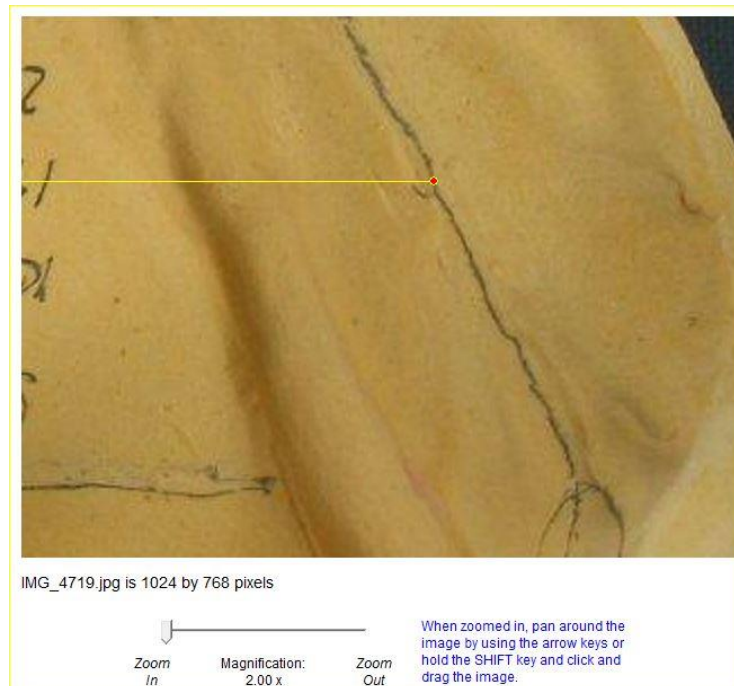 IMG_4719.jpg is 1024 by 768 pixels
When zoomed in, pan around the
image by using the arrow keys or
hold the SHIFT key and click and
drag the image.
Zoom
In
Magnification:
2.00 x
Zoom
Out